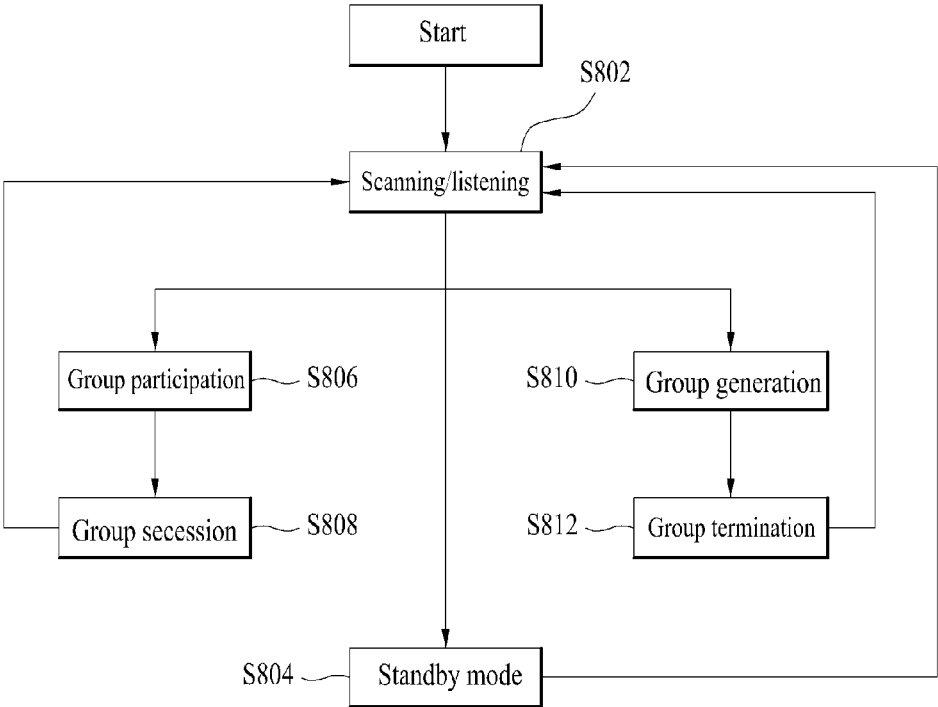 Start
S802
Scanning/listening
Group participation
S806
S810
Group generation
Group secession
S808
S812
Group termination
S804
Standby mode